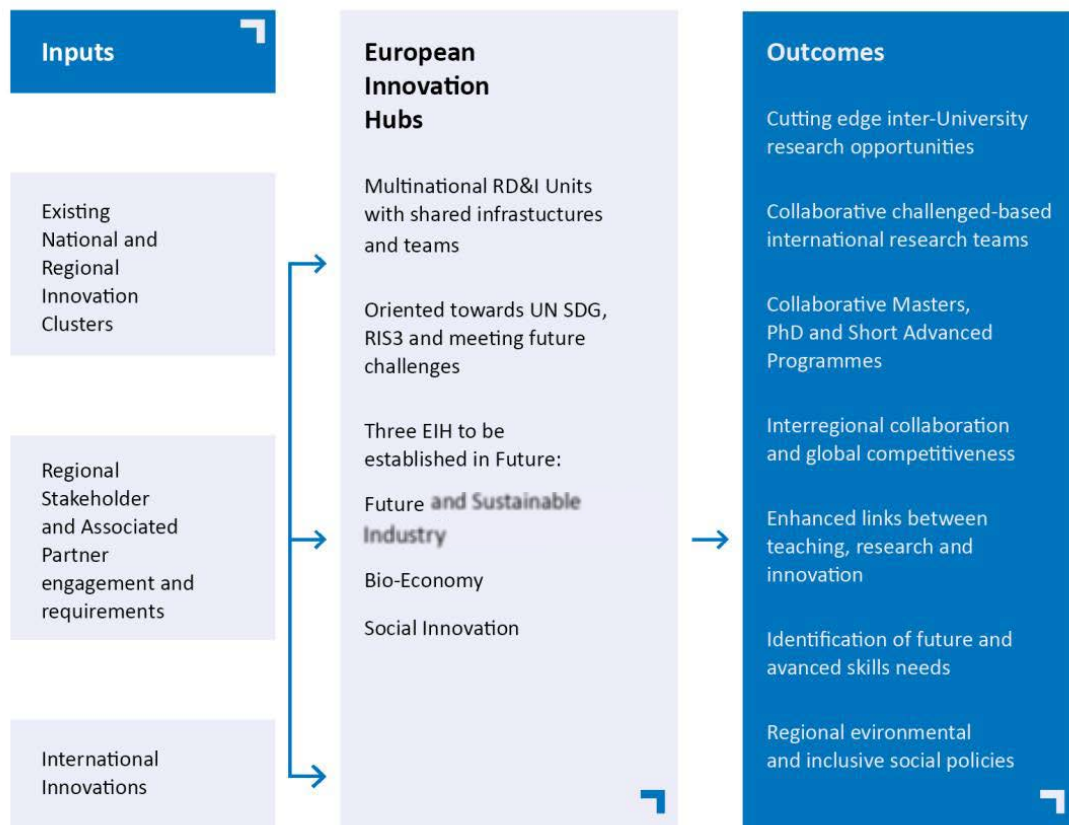 Inputs
Existing
National and
Regional
Innovation
Clusters
Regional
Stakeholder
and Associated
Partner
engagement and
requirements
International
Innovations
European
Innovation
Hubs
Multinational RD&I Units
with shared infrastuctures
and teams
Oriented towards UN SDG,
RIS3 and meeting future
challenges
Three EIH to be
established in Future:
Future and Sustainable
Industry
Bio-Economy
Social Innovation
Outcomes
Cutting edge inter-University
research opportunities
Collaborative challenged-based
international research teams
Collaborative Masters,
PhD and Short Advanced
Programmes
Interregional collaboration
and global competitiveness
Enhanced links between
teaching, research and
innovation
Identification of future and
avanced skills needs
Regional evironmental
and inclusive social policies